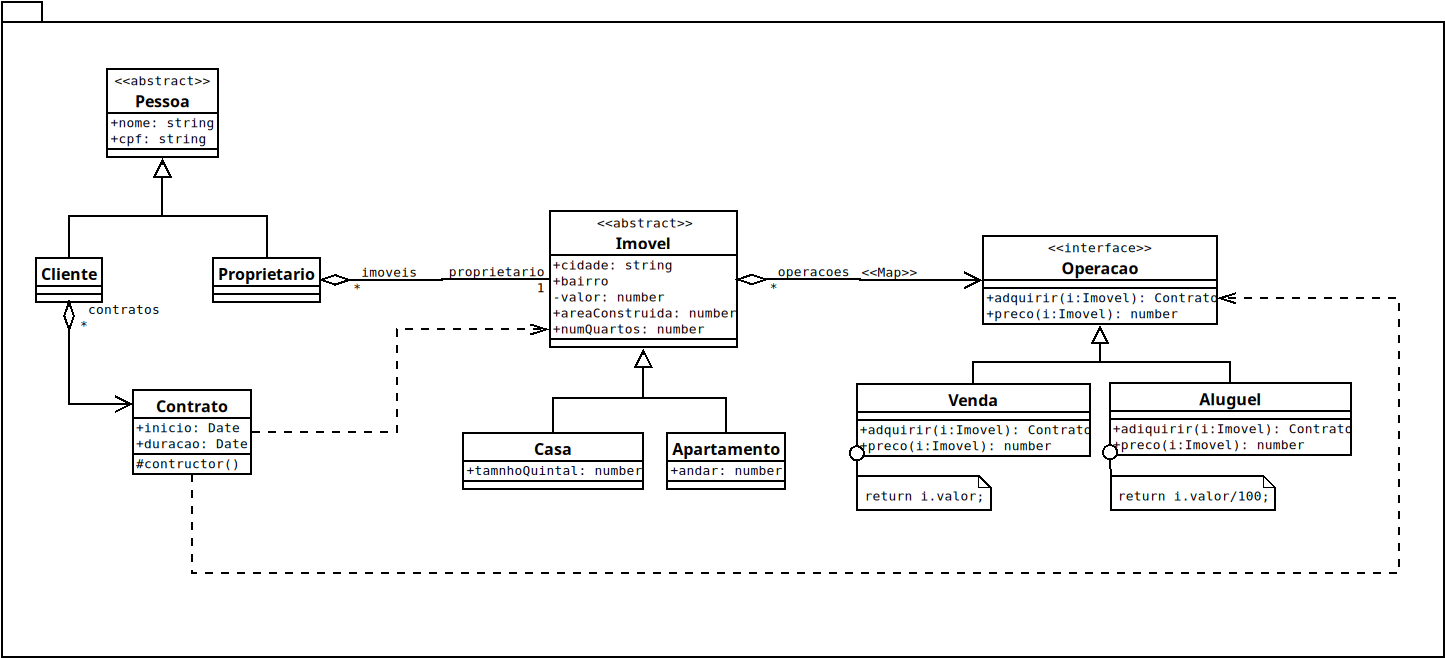 <<abstract>>
Pessoa
+nome: string
+cpf: string
Cliente
Proprietario
imoveis
*
proprietario
1
contratos
*
<<abstract>>
Imovel
+cidade: string
+bairro
-valor: number
+areaConstruida: number
+numQuartos: number
operacoes
*
<<Map>>
<<interface>>
Operacao
+adquirir(i:Imovel): Contrato
+preco(i:Imovel): number
Contrato
+inicio: Date
+duracao: Date
#contructor()
Casa
+tamnhoQuintal: number
Apartamento
+andar: number
Venda
+adquirir(i:Imovel): Contrato
+preco(i:Imovel): number
return i.valor;
Aluguel
+adiquirir(i:Imovel): Contrato
+preco(i:Imovel): number
return i.valor/100;